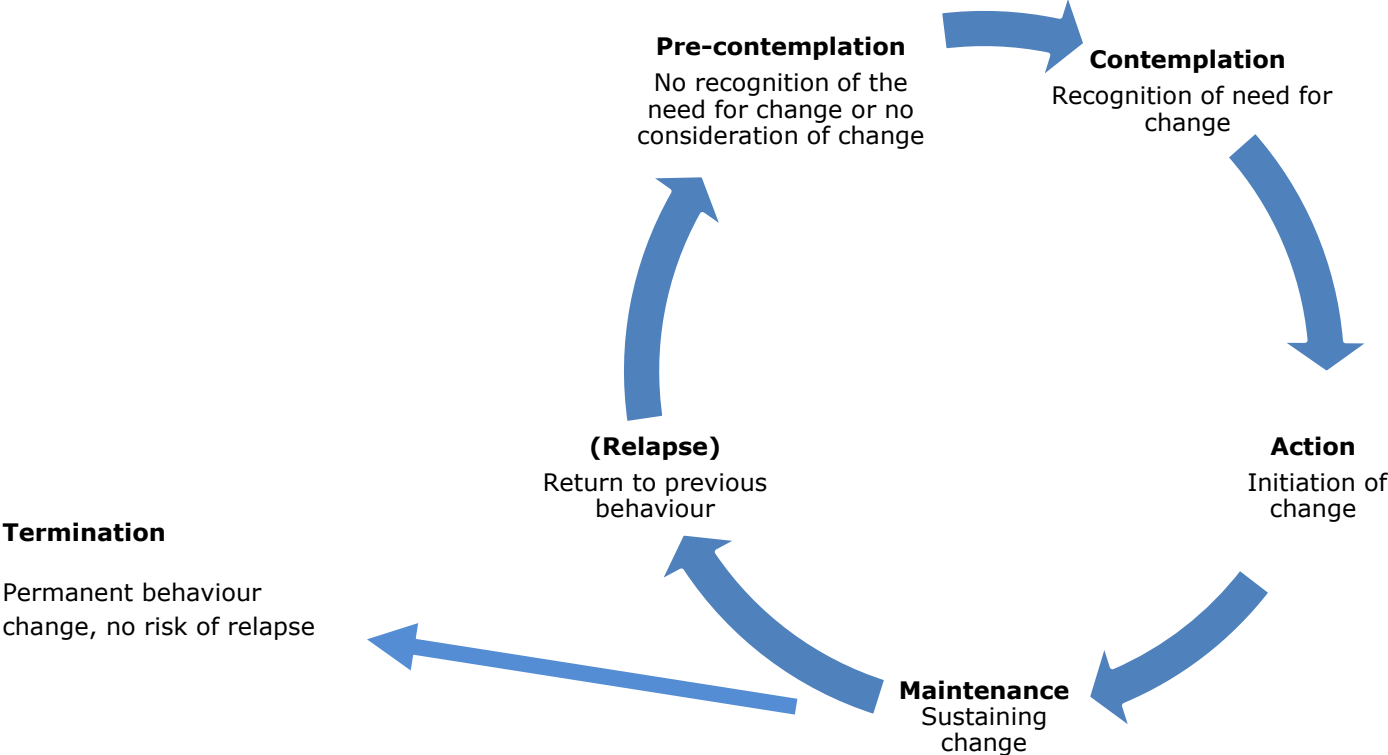 Pre-contemplation
No recognition of the
need for change or no
consideration of change
Contemplation
Recognition of need for
change
Action
Initiation of
change
Maintenance
Sustaining
change
(Relapse)
Return to previous
behaviour
Termination
Permanent behaviour
change, no risk of relapse